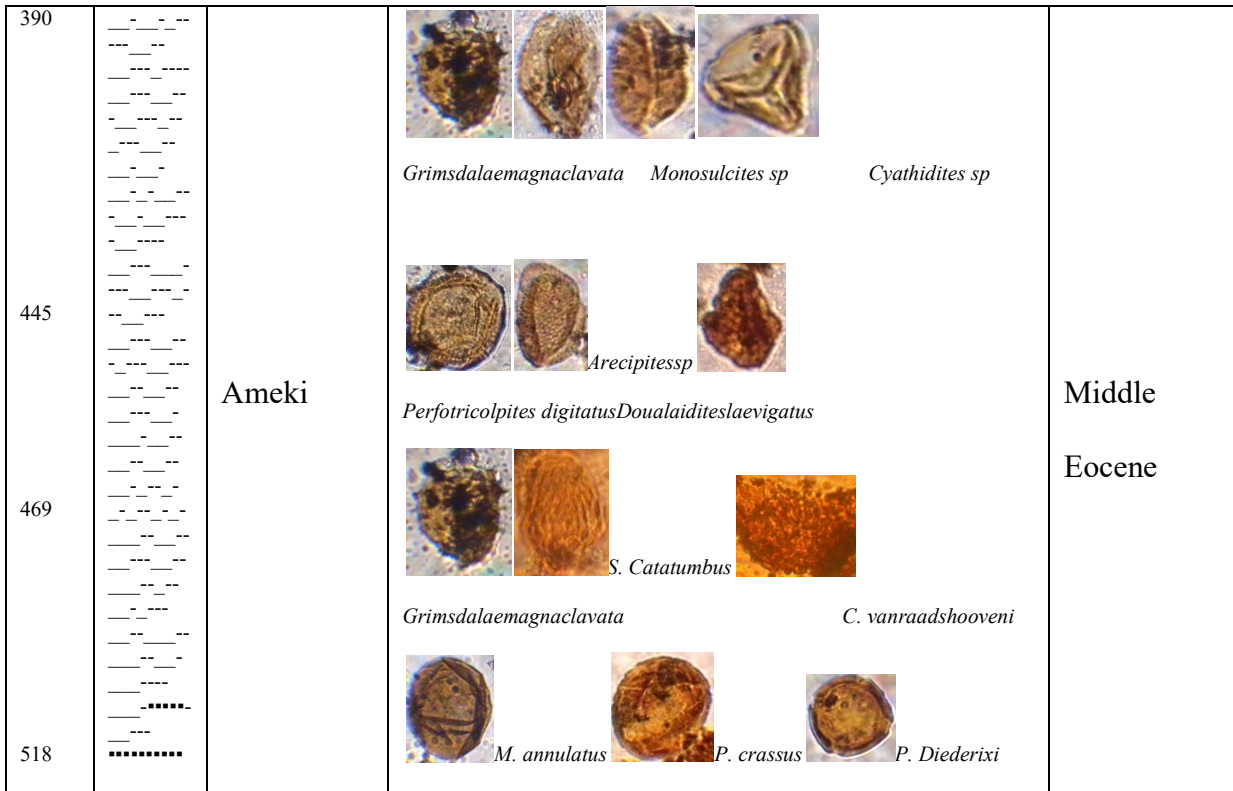 390
Grimsdalaemagnaclavata Monosulcites sp Cyathidites sp
445
Arecipitessp
Ameki
Perfotricolpites digitatusDoualaiditeslaevigatus
Middle
Eocene
469
S. Catatumbus
Grimsdalaemagnaclavata C. vanraadshooveni
518
M. annulatus P. crassus P. Diederixi